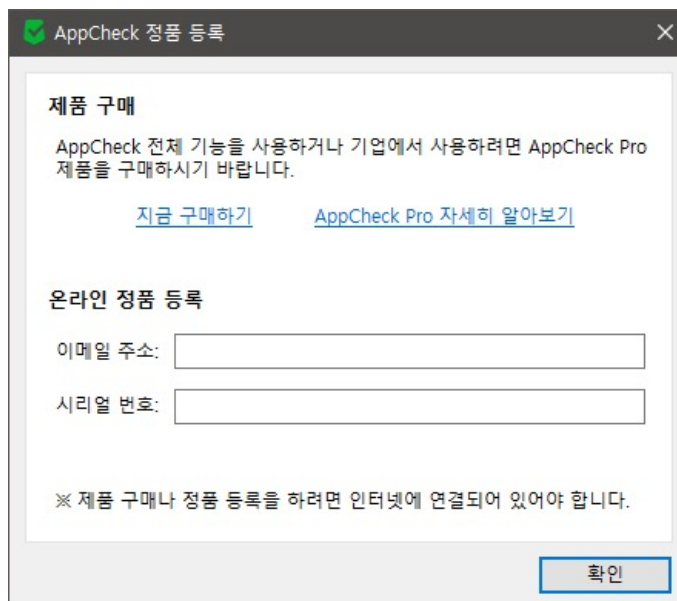 AppCheck 정품 등록
제품 구매
AppCheck 전체 기능을 사용하거나 기업에서 사용하려면 AppCheck Pro
제품을 구매하시기 바랍니다.
지금 구매하기 AppCheck Pro 자세히 알아보기
온라인 정품 등록
이메일 주소:
시리얼 번호:
※ 제품 구매나 정품 등록을 하려면 인터넷에 연결되어 있어야 합니다.
확인